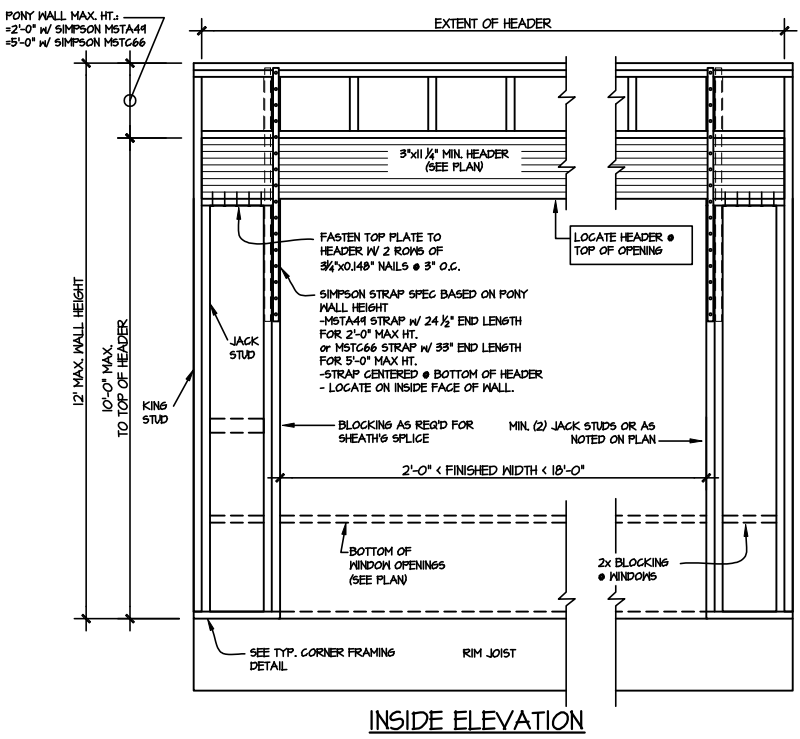 PONY WALL MAX. HT.:
=2'-0" W/ SIMPSON MSTA49
=5'-0" W/ SIMPSON MSTC66
EXTENT OF HEADER
3"x11 1/4" MIN. HEADER
(SEE PLAN)
FASTEN TOP PLATE TO
HEADER W/ 2 ROWS OF
3 1/4"x0.148" NAILS @ 3" O.C.
LOCATE HEADER @
TOP OF OPENING
SIMPSON STRAP SPEC BASED ON PONY
WALL HEIGHT
-MSTA49 STRAP W/ 24 1/2" END LENGTH
FOR 2'-0" MAX HT.
or MSTC66 STRAP W/ 33" END LENGTH
FOR 5'-0" MAX HT.
-STRAP CENTERED @ BOTTOM OF HEADER
- LOCATE ON INSIDE FACE OF WALL.
12' MAX. WALL HEIGHT
10'-0" MAX.
TO TOP OF HEADER
JACK
STUD
KING
STUD
BLOCKING AS REQ'D FOR
SHEATH'G SPLICE
MIN. (2) JACK STUDS OR AS
NOTED ON PLAN
2'-0" < FINISHED WIDTH < 18'-0"
BOTTOM OF
WINDOW OPENINGS
(SEE PLAN)
2x BLOCKING
@ WINDOWS
SEE TYP. CORNER FRAMING
DETAIL
RIM JOIST
INSIDE ELEVATION